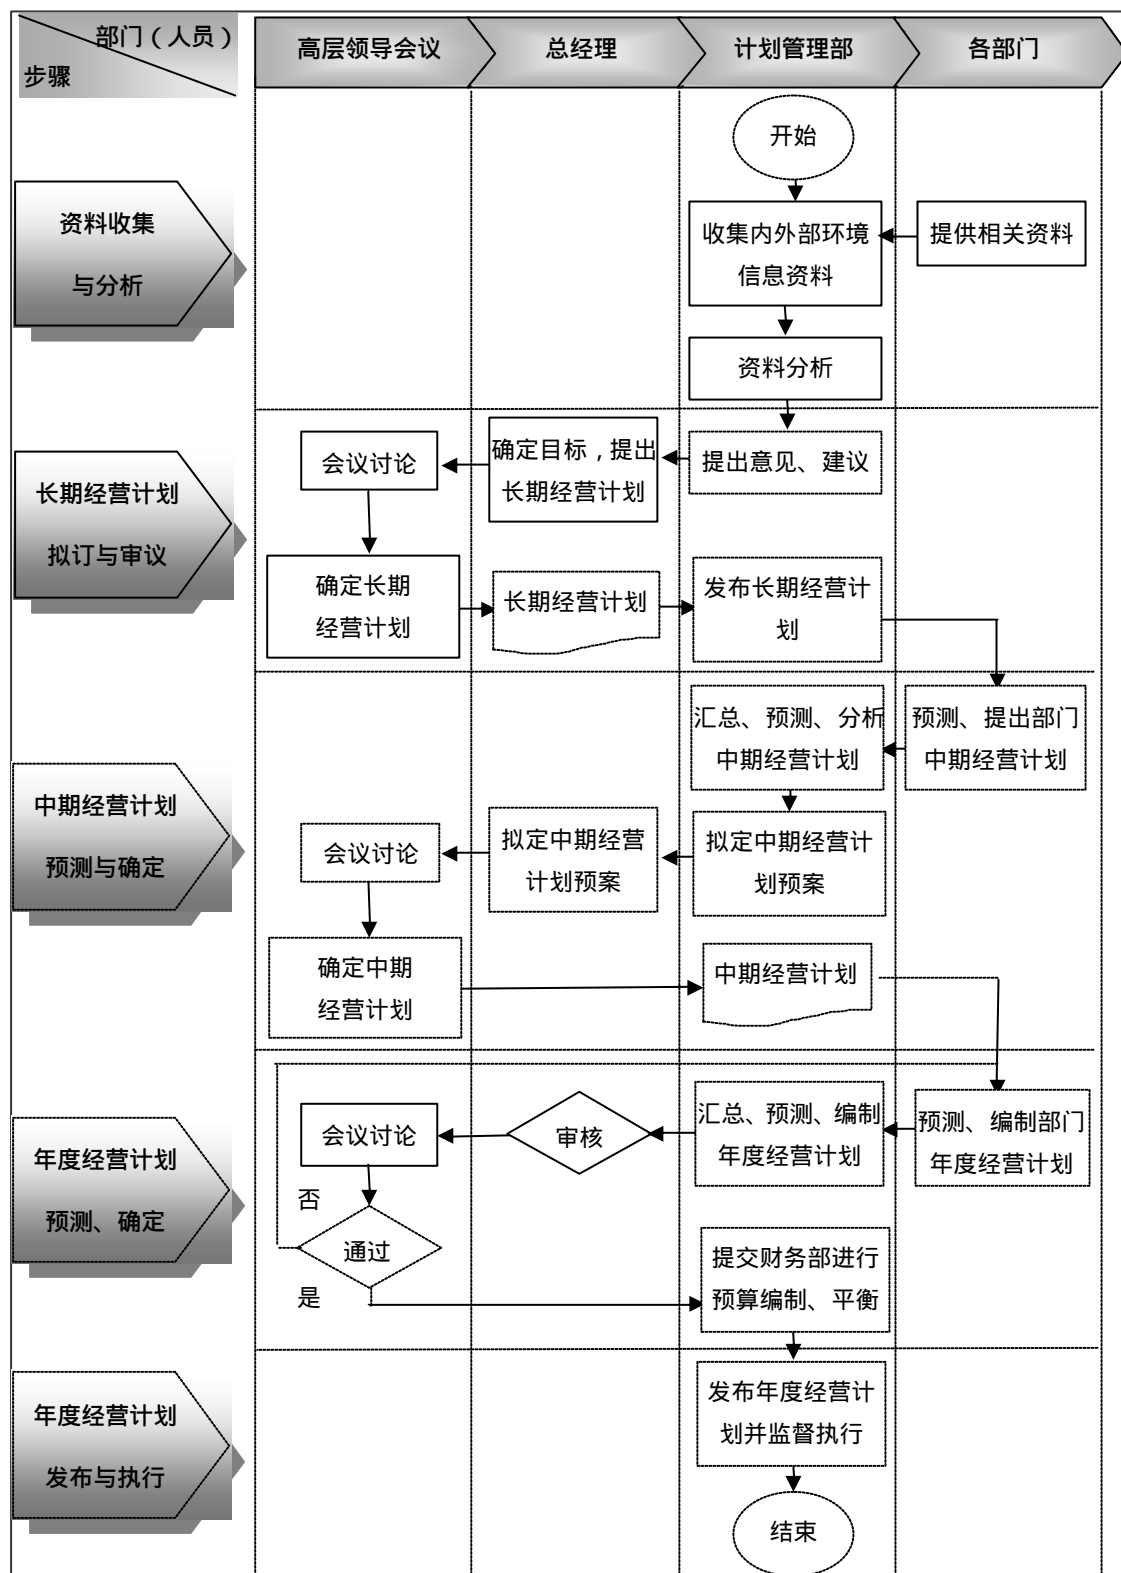 部门（人员）
步骤
高层领导会议
总经理
计划管理部
各部门
开始
资料收集
与分析
收集内外部环境
信息资料
提供相关资料
资料分析
长期经营计划
拟订与审议
会议讨论
确定目标，提出
长期经营计划
提出意见、建议
确定长期
经营计划
长期经营计划
发布长期经营计
划
中期经营计划
预测与确定
汇总、预测、分析
中期经营计划
预测、提出部门
中期经营计划
会议讨论
拟定中期经营
计划预案
拟定中期经营计
划预案
确定中期
经营计划
中期经营计划
年度经营计划
预测、确定
会议讨论
审核
汇总、预测、编制
年度经营计划
预测、编制部门
年度经营计划
否
通过
是
提交财务部进行
预算编制、平衡
年度经营计划
发布与执行
发布年度经营计
划并监督执行
结束